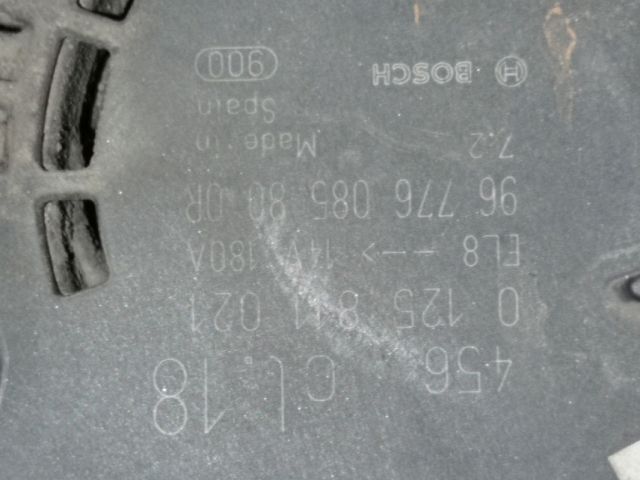 456 cl.18
0 125 811 021
EL8 --> 14V 180A
96 776 085 80 DR
7.2 Made in
Spain
BOSCH 900